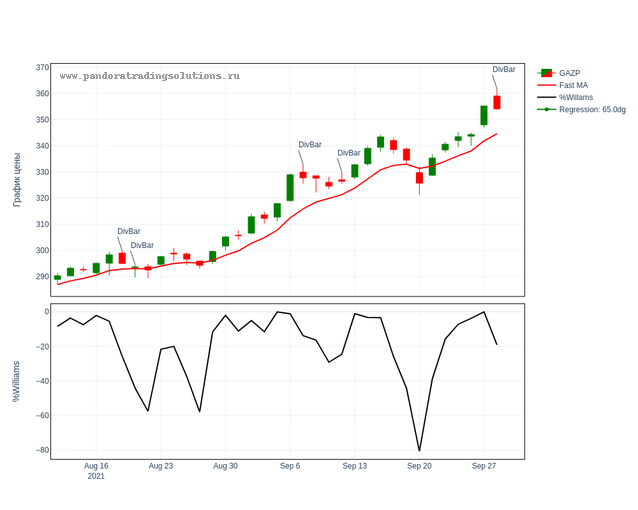 370
360
350
340
330
320
310
300
290
График цены
www.pandoratradingsolutions.ru
DivBar
DivBar
DivBar
DivBar
DivBar
GAZP
Fast MA
%Willams
Regression: 65.0dg
0
−20
−40
−60
−80
%Williams
Aug 16
2021
Aug 23
Aug 30
Sep 6
Sep 13
Sep 20
Sep 27